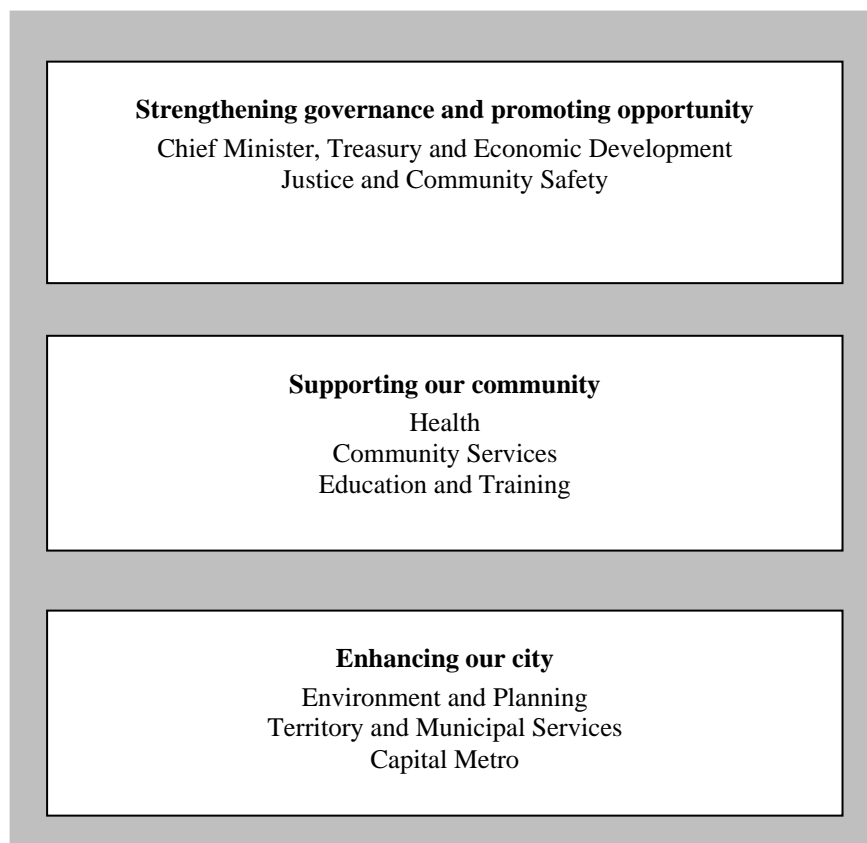 Strengthening governance and promoting opportunity
Chief Minister, Treasury and Economic Development
Justice and Community Safety
Supporting our community
Health
Community Services
Education and Training
Enhancing our city
Environment and Planning
Territory and Municipal Services
Capital Metro